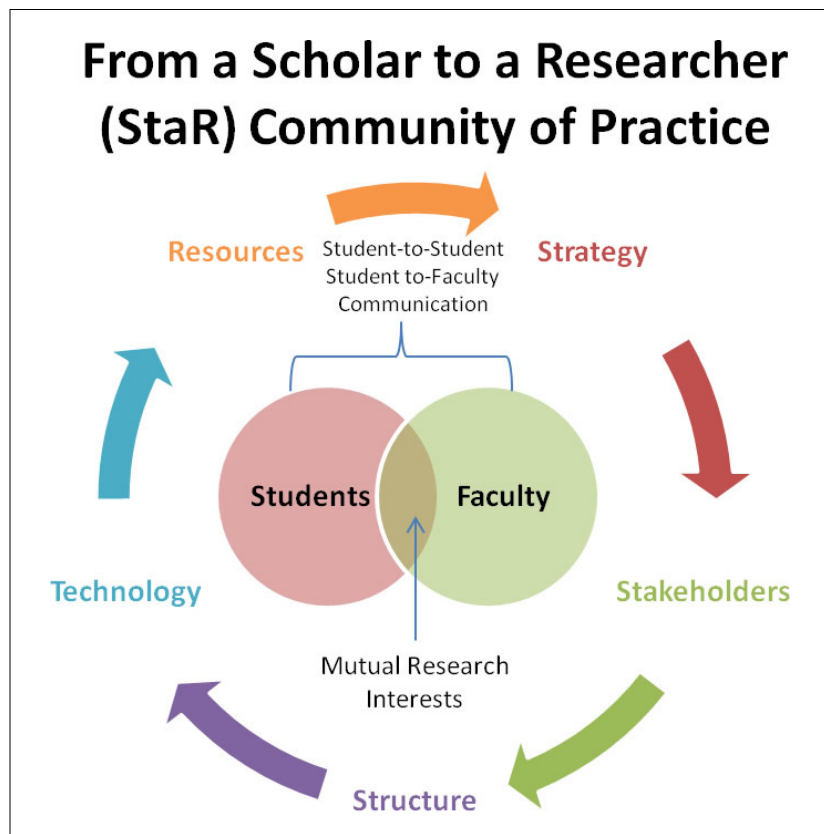 From a Scholar to a Researcher
(StaR) Community of Practice
Resources
Student-to-Student
Student to-Faculty
Communication
Strategy
Students
Faculty
Technology
Stakeholders
Mutual Research
Interests
Structure